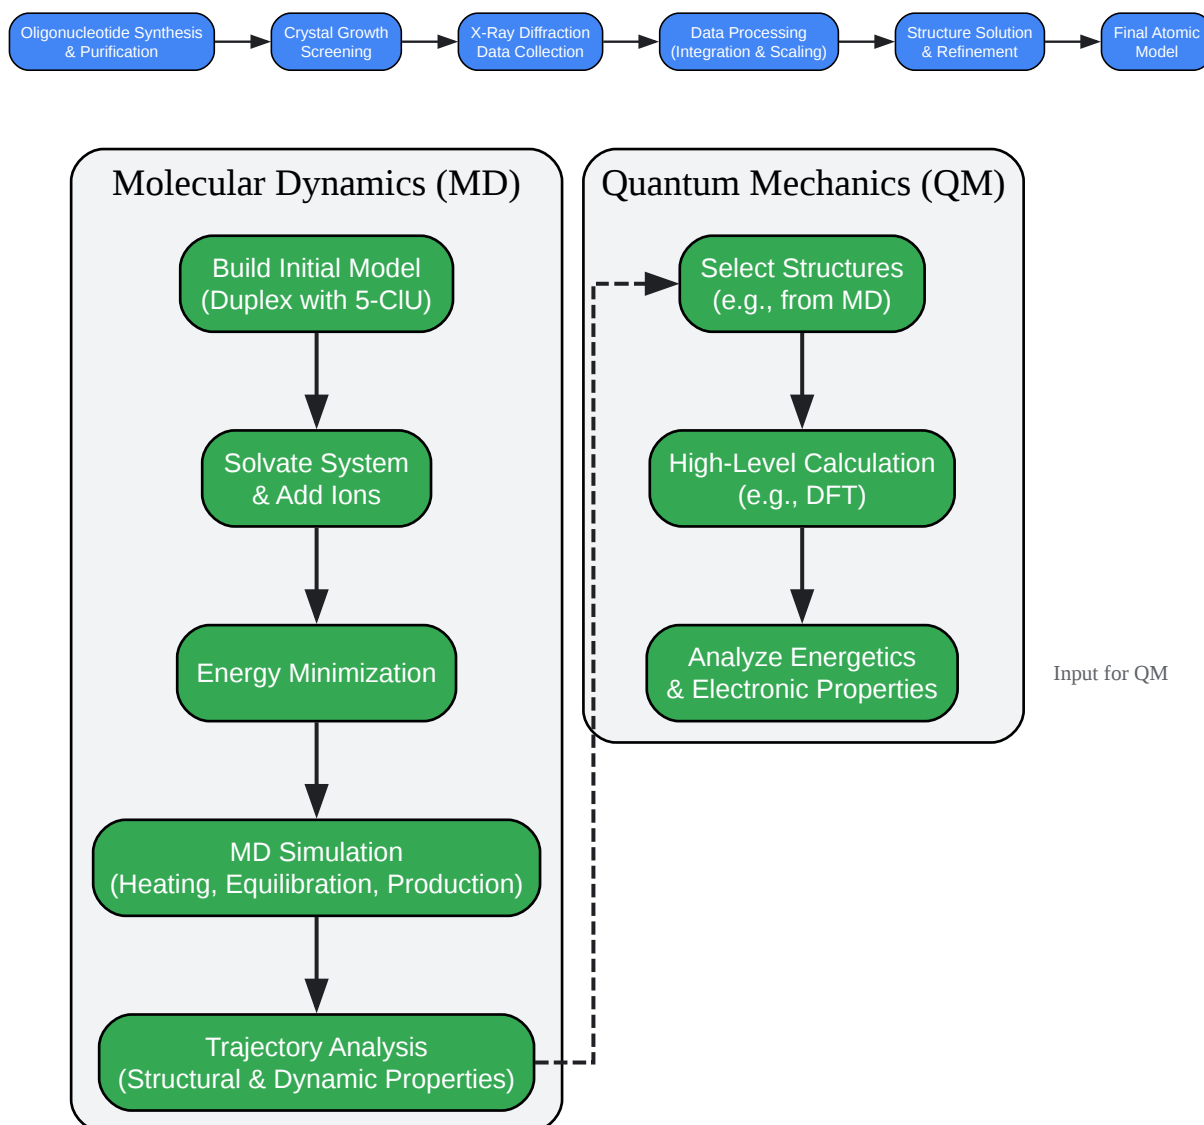 Oligonucleotide Synthesis
& Purification
Crystal Growth
Screening
X-Ray Diffraction
Data Collection
Data Processing
(Integration & Scaling)
Structure Solution
& Refinement
Final Atomic
Model
Molecular Dynamics (MD)
Build Initial Model
(Duplex with 5-ClU)
Solvate System
& Add Ions
Energy Minimization
MD Simulation
(Heating, Equilibration, Production)
Trajectory Analysis
(Structural & Dynamic Properties)
Quantum Mechanics (QM)
Select Structures
(e.g., from MD)
High-Level Calculation
(e.g., DFT)
Analyze Energetics
& Electronic Properties
Input for QM